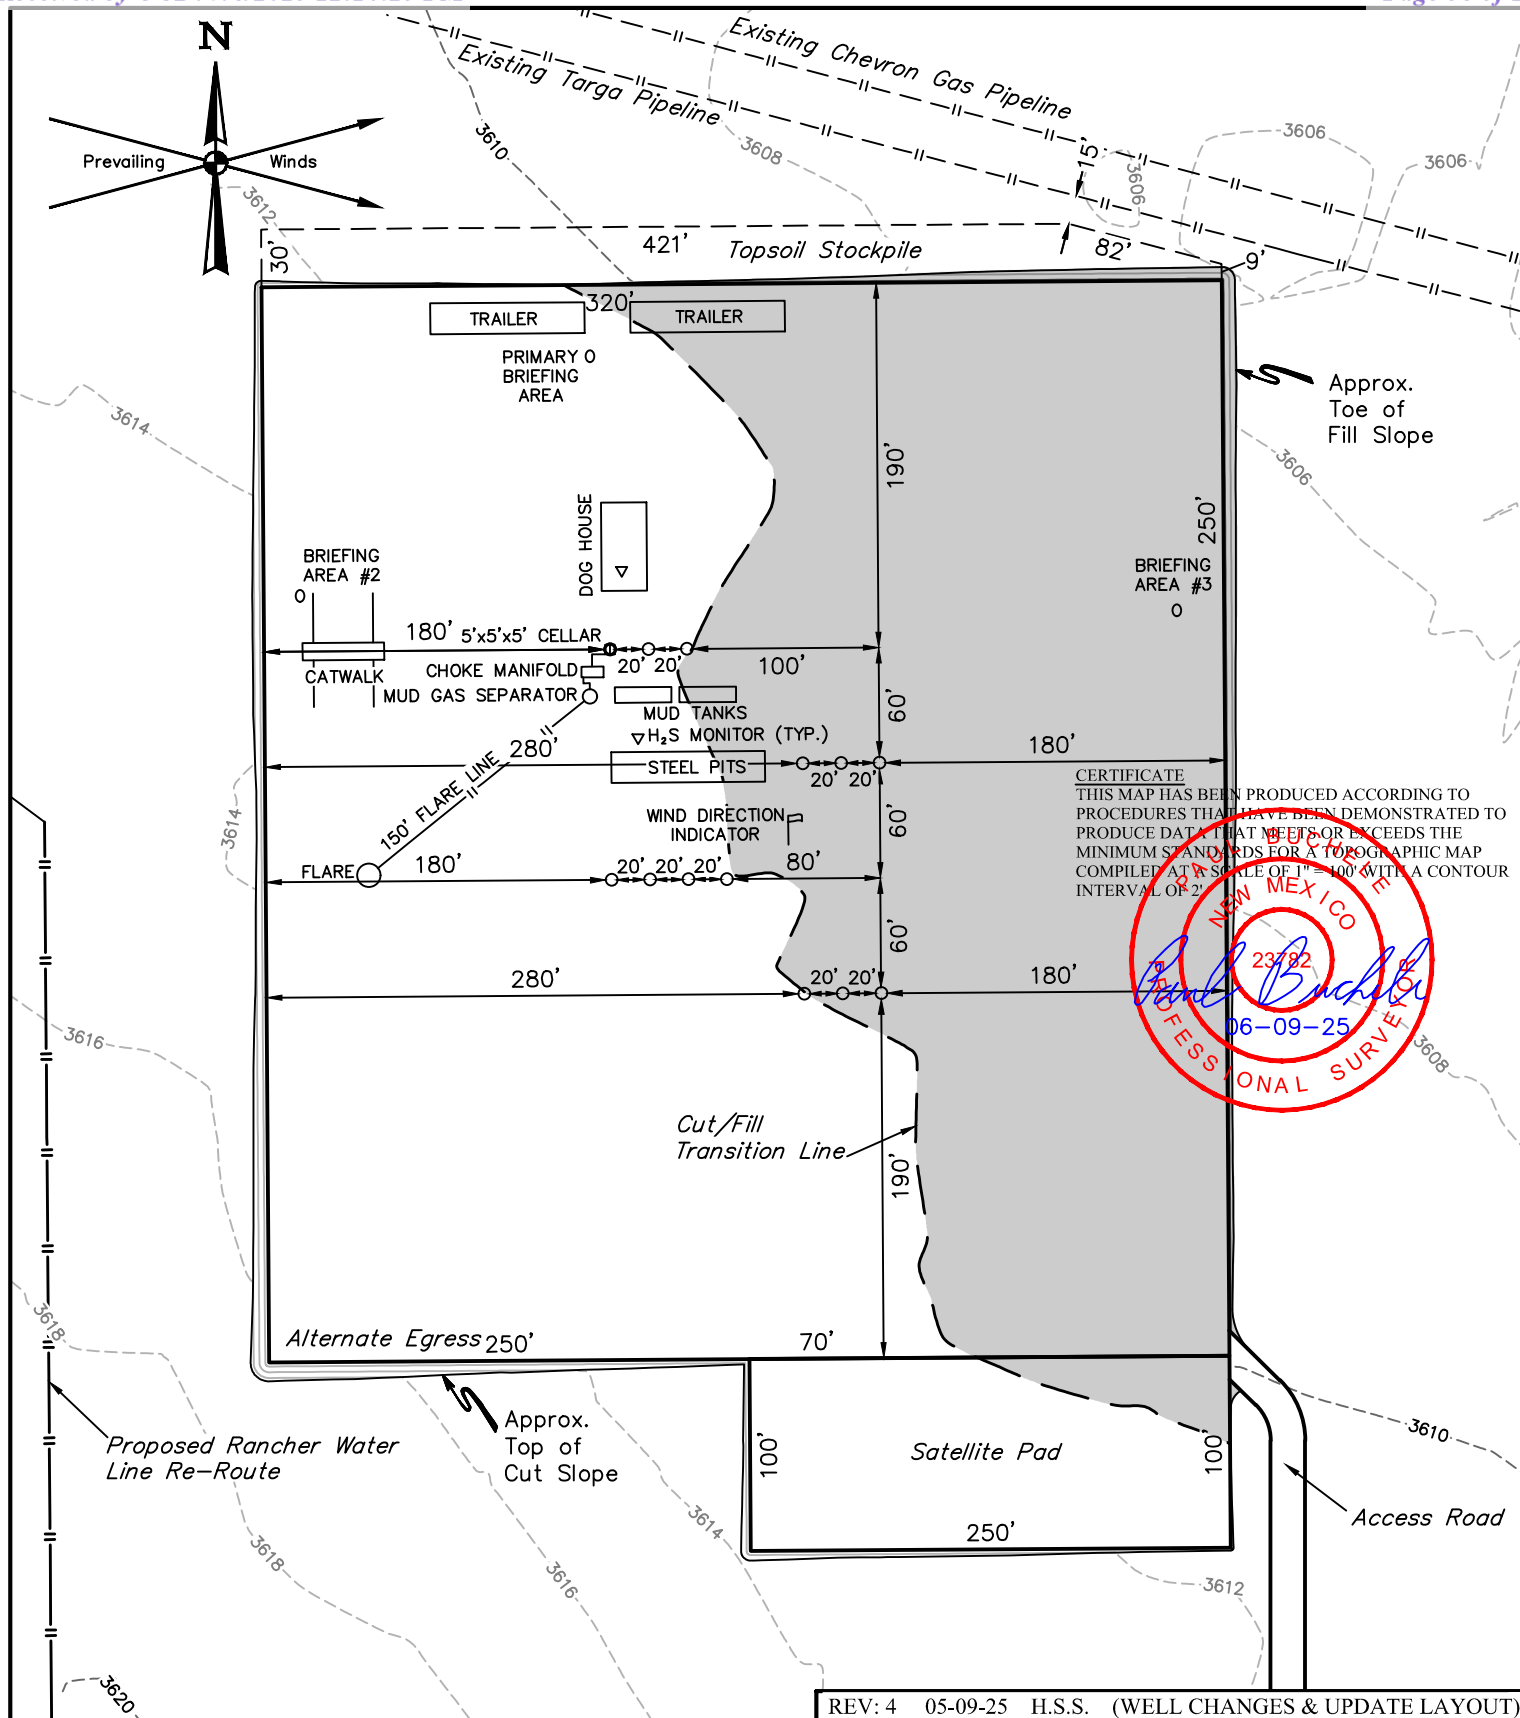 N
Prevailing Winds
Existing Chevron Gas Pipeline
Existing Targa Pipeline
3610
3608
3606
3606
3606
15'
3612
30'
421'
Topsoil Stockpile
82'
9'
320'
TRAILER
TRAILER
PRIMARY O
BRIEFING
AREA
Approx.
Toe of
Fill Slope
3614
3606
190'
250'
DOG HOUSE
BRIEFING
AREA #2
O
BRIEFING
AREA #3
O
180'
5'x5'x5' CELLAR
20' 20'
100'
CATWALK
CHOKE MANIFOLD
MUD GAS SEPARATOR
MUD TANKS
60'
H₂S MONITOR (TYP.)
280'
180'
STEEL PITS
20' 20'
150' FLARE LINE
CERTIFICATE
THIS MAP HAS BEEN PRODUCED ACCORDING TO
PROCEDURES THAT HAVE BEEN DEMONSTRATED TO
PRODUCE DATA THAT MEETS OR EXCEEDS THE
MINIMUM STANDARDS FOR A TOPOGRAPHIC MAP
COMPILED AT A SCALE OF 1" = 100' WITH A CONTOUR
INTERVAL OF 2'
3614
WIND DIRECTION
INDICATOR
60'
FLARE
180'
20' 20' 20'
80'
60'
280'
20' 20'
180'
PAUL BUCHELE
NEW MEXICO
23782
PROFESSIONAL SURVEYOR
Paul Buchele
06-09-25
3616
3608
Cut/Fill
Transition Line
190'
3618
Alternate Egress
250'
70'
Approx.
Top of
Cut Slope
Proposed Rancher Water
Line Re-Route
100'
Satellite Pad
100'
3610
Access Road
250'
3618
3616
3614
3612
3620
REV: 4 05-09-25 H.S.S. (WELL CHANGES & UPDATE LAYOUT)